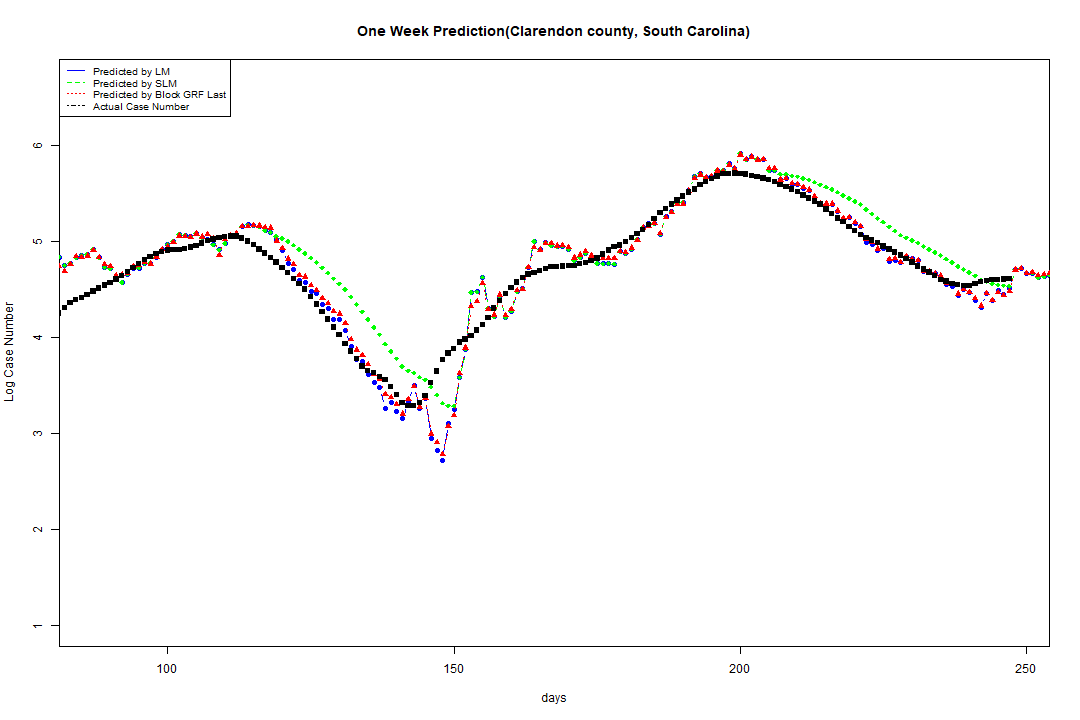 One Week Prediction(Clarendon county, South Carolina)
Predicted by LM
Predicted by SLM
Predicted by Block GRF Last
Actual Case Number
6
5
4
3
2
1
Log Case Number
100
150
200
250
days